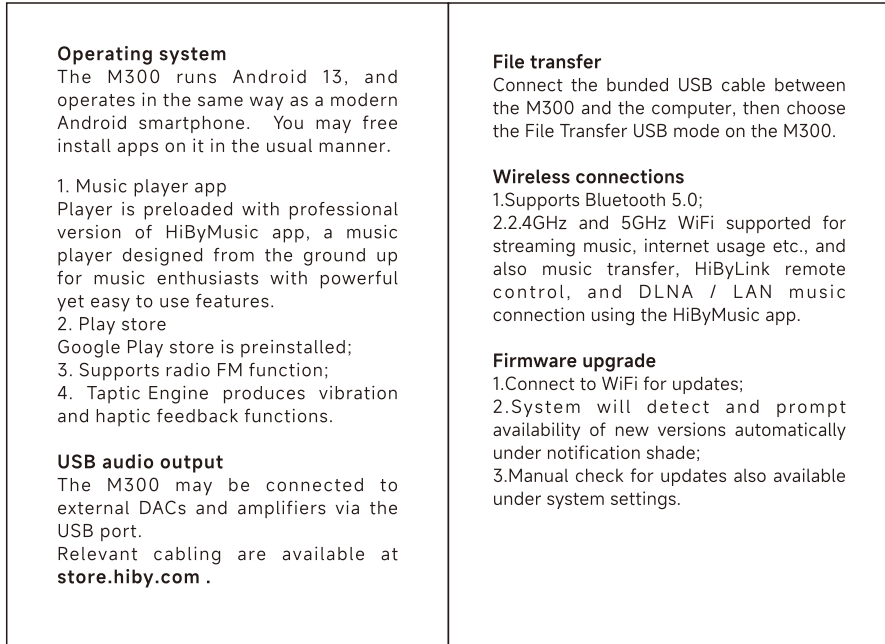 Operating system
The M300 runs Android 13, and
operates in the same way as a modern
Android smartphone. You may free
install apps on it in the usual manner.
1. Music player app
Player is preloaded with professional
version of HiByMusic app, a music
player designed from the ground up
for music enthusiasts with powerful
yet easy to use features.
2. Play store
Google Play store is preinstalled;
3. Supports radio FM function;
4. Taptic Engine produces vibration
and haptic feedback functions.
USB audio output
The M300 may be connected to
external DACs and amplifiers via the
USB port.
Relevant cabling are available at
store.hiby.com .
File transfer
Connect the bunded USB cable between
the M300 and the computer, then choose
the File Transfer USB mode on the M300.
Wireless connections
1.Supports Bluetooth 5.0;
2.2.4GHz and 5GHz WiFi supported for
streaming music, internet usage etc., and
also music transfer, HiByLink remote
control, and DLNA / LAN music
connection using the HiByMusic app.
Firmware upgrade
1.Connect to WiFi for updates;
2.System will detect and prompt
availability of new versions automatically
under notification shade;
3.Manual check for updates also available
under system settings.